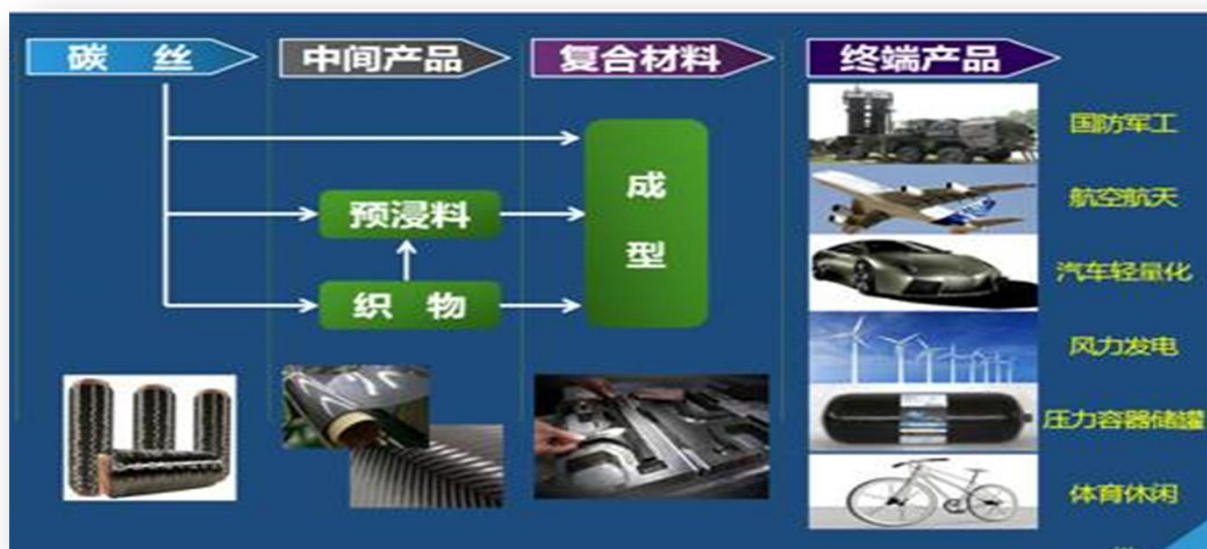 碳 丝
中间产品
复合材料
终端产品
国防军工
成
型
预浸料
航空航天
汽车轻量化
织 物
风力发电
压力容器储罐
体育休闲